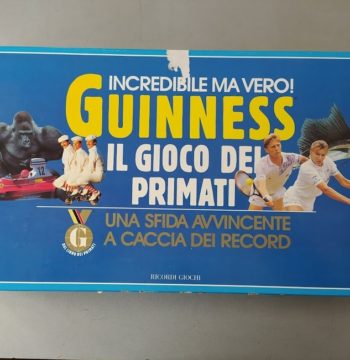 INCREDIBILE MA VERO!
GUINNESS
IL GIOCO DEI
PRIMATI
UNA SFIDA AVVINCENTE
A CACCIA DEI RECORD
G
RICORDI GIOCHI